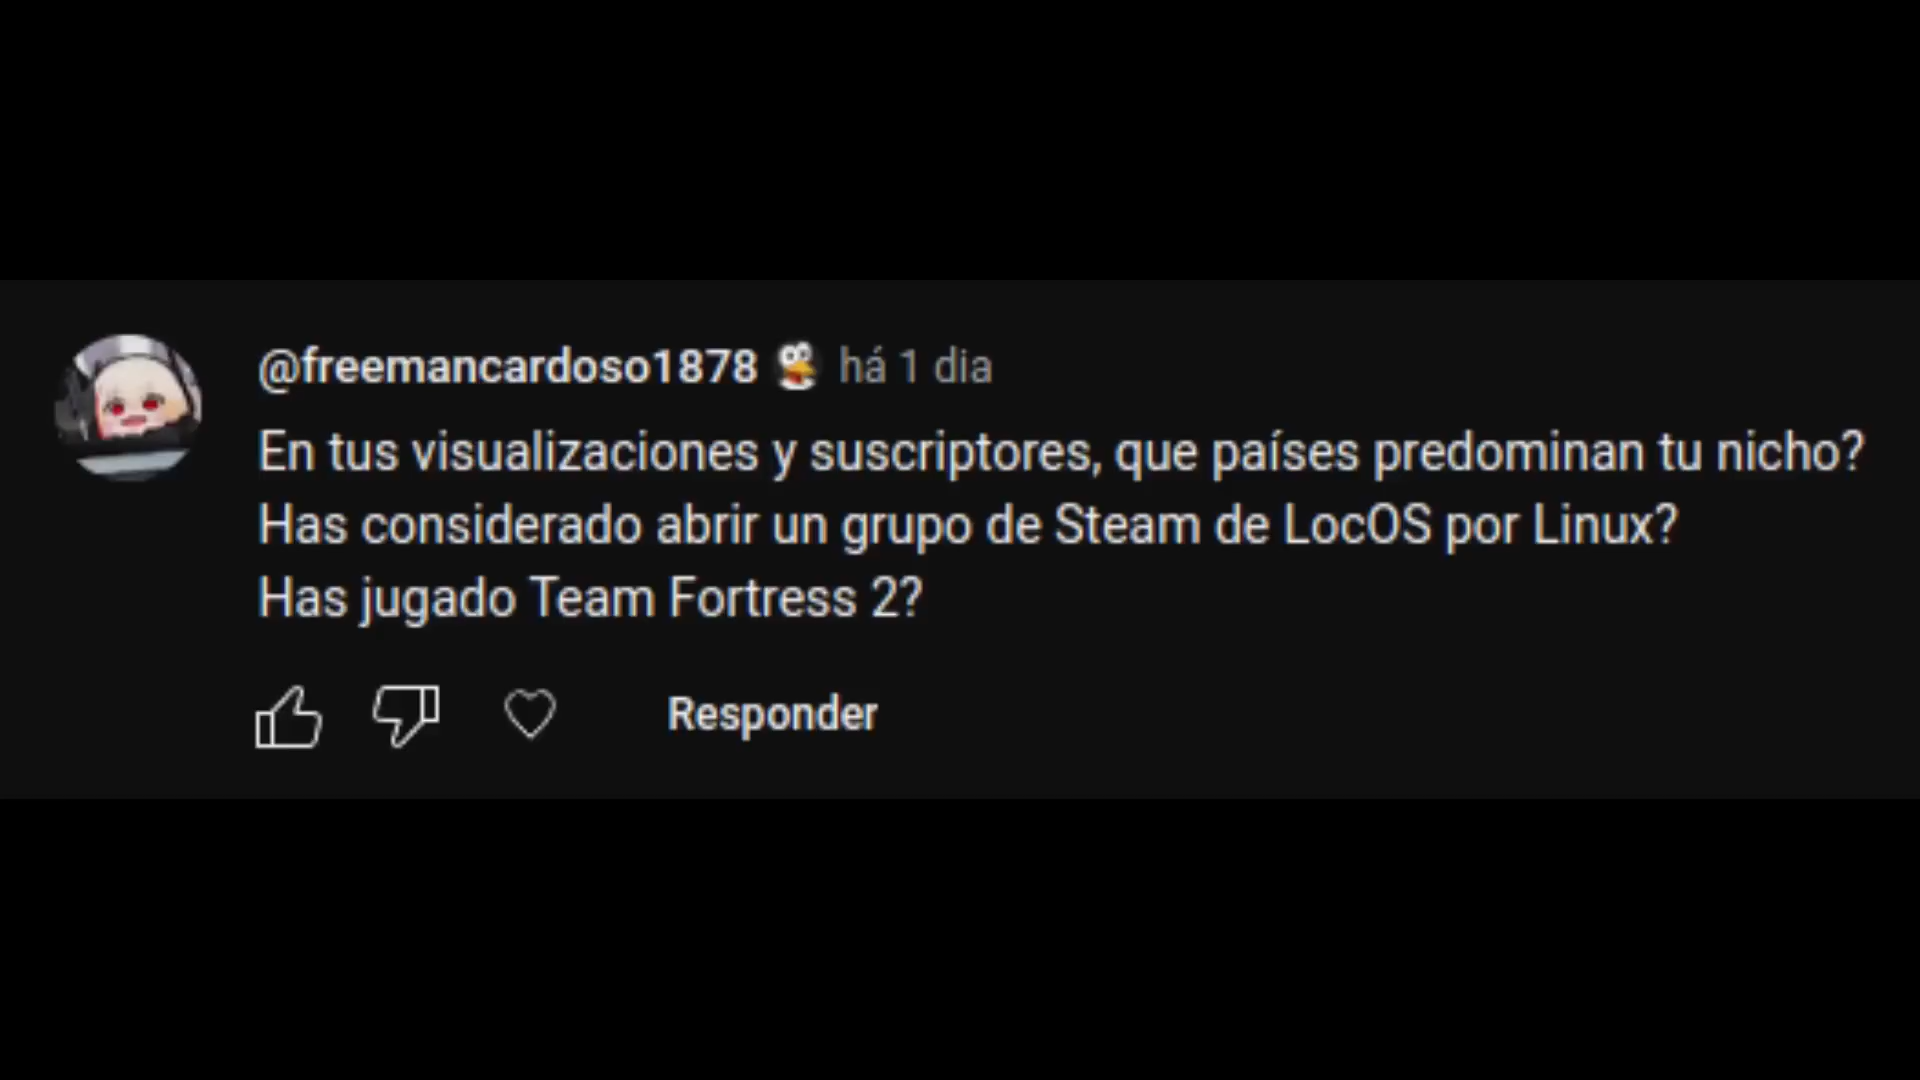 @freemancardoso1878 há 1 dia
En tus visualizaciones y suscriptores, que países predominan tu nicho?
Has considerado abrir un grupo de Steam de LocOS por Linux?
Has jugado Team Fortress 2?
Responder